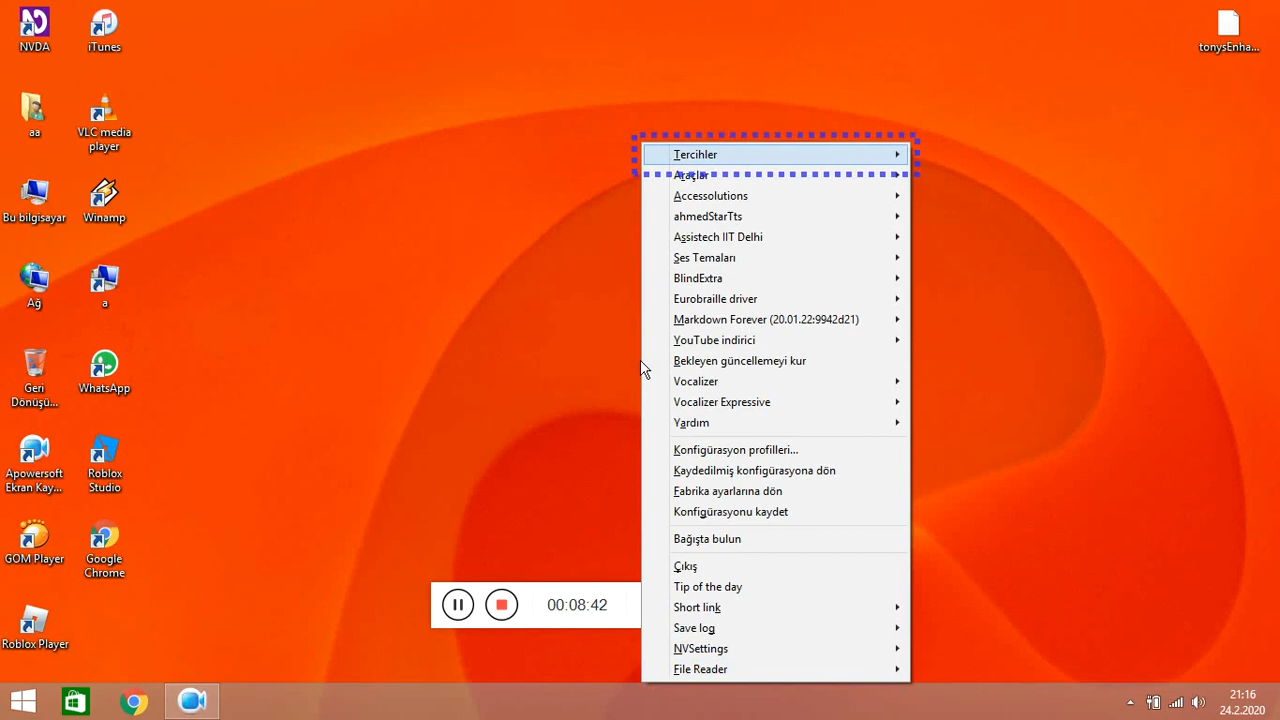 NVDA
iTunes
tonysEnha...
aa
VLC media
player
Bu bilgisayar
Winamp
Ağ
a
Geri
Dönüşü...
WhatsApp
Apowersoft
Ekran Kay...
Roblox
Studio
GOM Player
Google
Chrome
Roblox Player
Tercihler
Araçlar
Accessolutions
ahmedStarTts
Assistech IIT Delhi
Ses Temaları
BlindExtra
Eurobraille driver
Markdown Forever (20.01.22:9942d21)
YouTube indirici
Bekleyen güncellemeyi kur
Vocalizer
Vocalizer Expressive
Yardım
Konfigürasyon profilleri...
Kaydedilmiş konfigürasyona dön
Fabrika ayarlarına dön
Konfigürasyonu kaydet
Bağışta bulun
Çıkış
Tip of the day
Short link
Save log
NVSettings
File Reader
00:08:42
21:16
24.2.2020